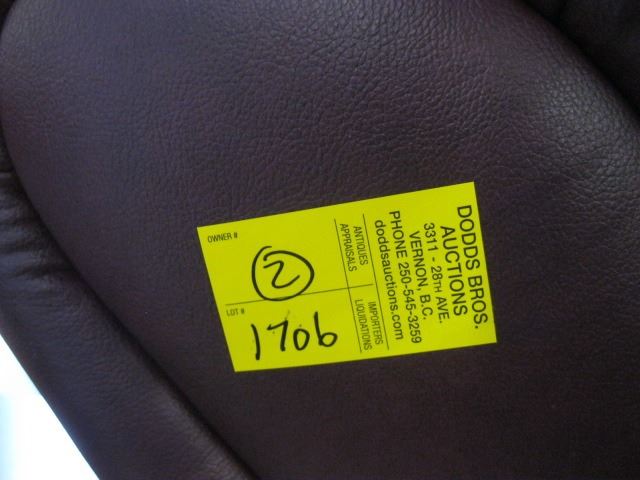 DODDS BROS.
AUCTIONS
3311 - 28TH AVE.
VERNON, B.C.
PHONE 250-545-3259
doddsauctions.com
ANTIQUES
APPRAISALS
IMPORTERS
LIQUIDATIONS
OWNER #
2
LOT #
1706